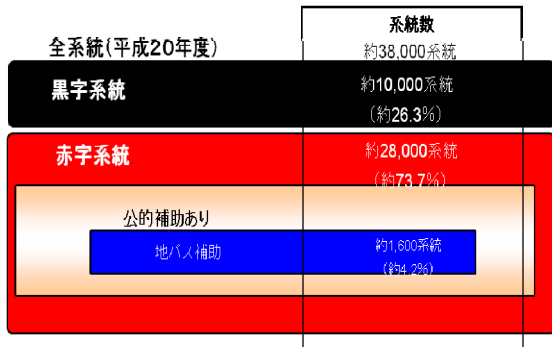 系統数
全系統(平成20年度)
約38,000系統
黒字系統
約10,000系統
(約26.3%)
赤字系統
約28,000系統
(約73.7%)
公的補助あり
地バス補助
約1,600系統
(約4.2%)